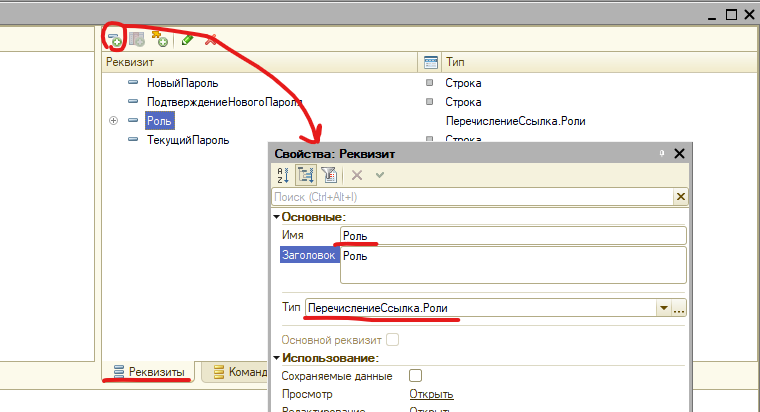 Реквизит Тип
НовыйПароль Строка
ПодтверждениеНового Строка
Роль ПеречислениеСсылка.Роли
ТекущийПароль Строка
Свойства: Реквизит
Поиск (Ctrl+Alt+I)
Основные:
Имя Роль
Заголовок Роль
Тип ПеречислениеСсылка.Роли
Основной реквизит
Использование:
Сохраняемые данные
Просмотр Открыть
Редактирование Открыть
Реквизиты Команд